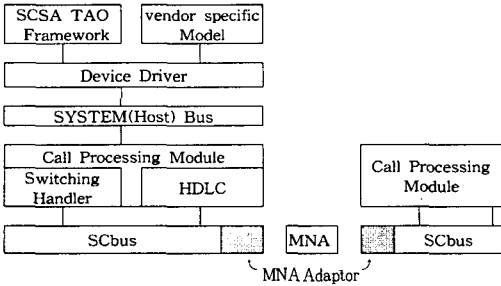 SCSA TAO
Framework
vendor specific
Model
Device Driver
SYSTEM(Host) Bus
Call Processing Module
Switching
Handler
HDLC
Call Processing
Module
SCbus
MNA
SCbus
MNA Adaptor